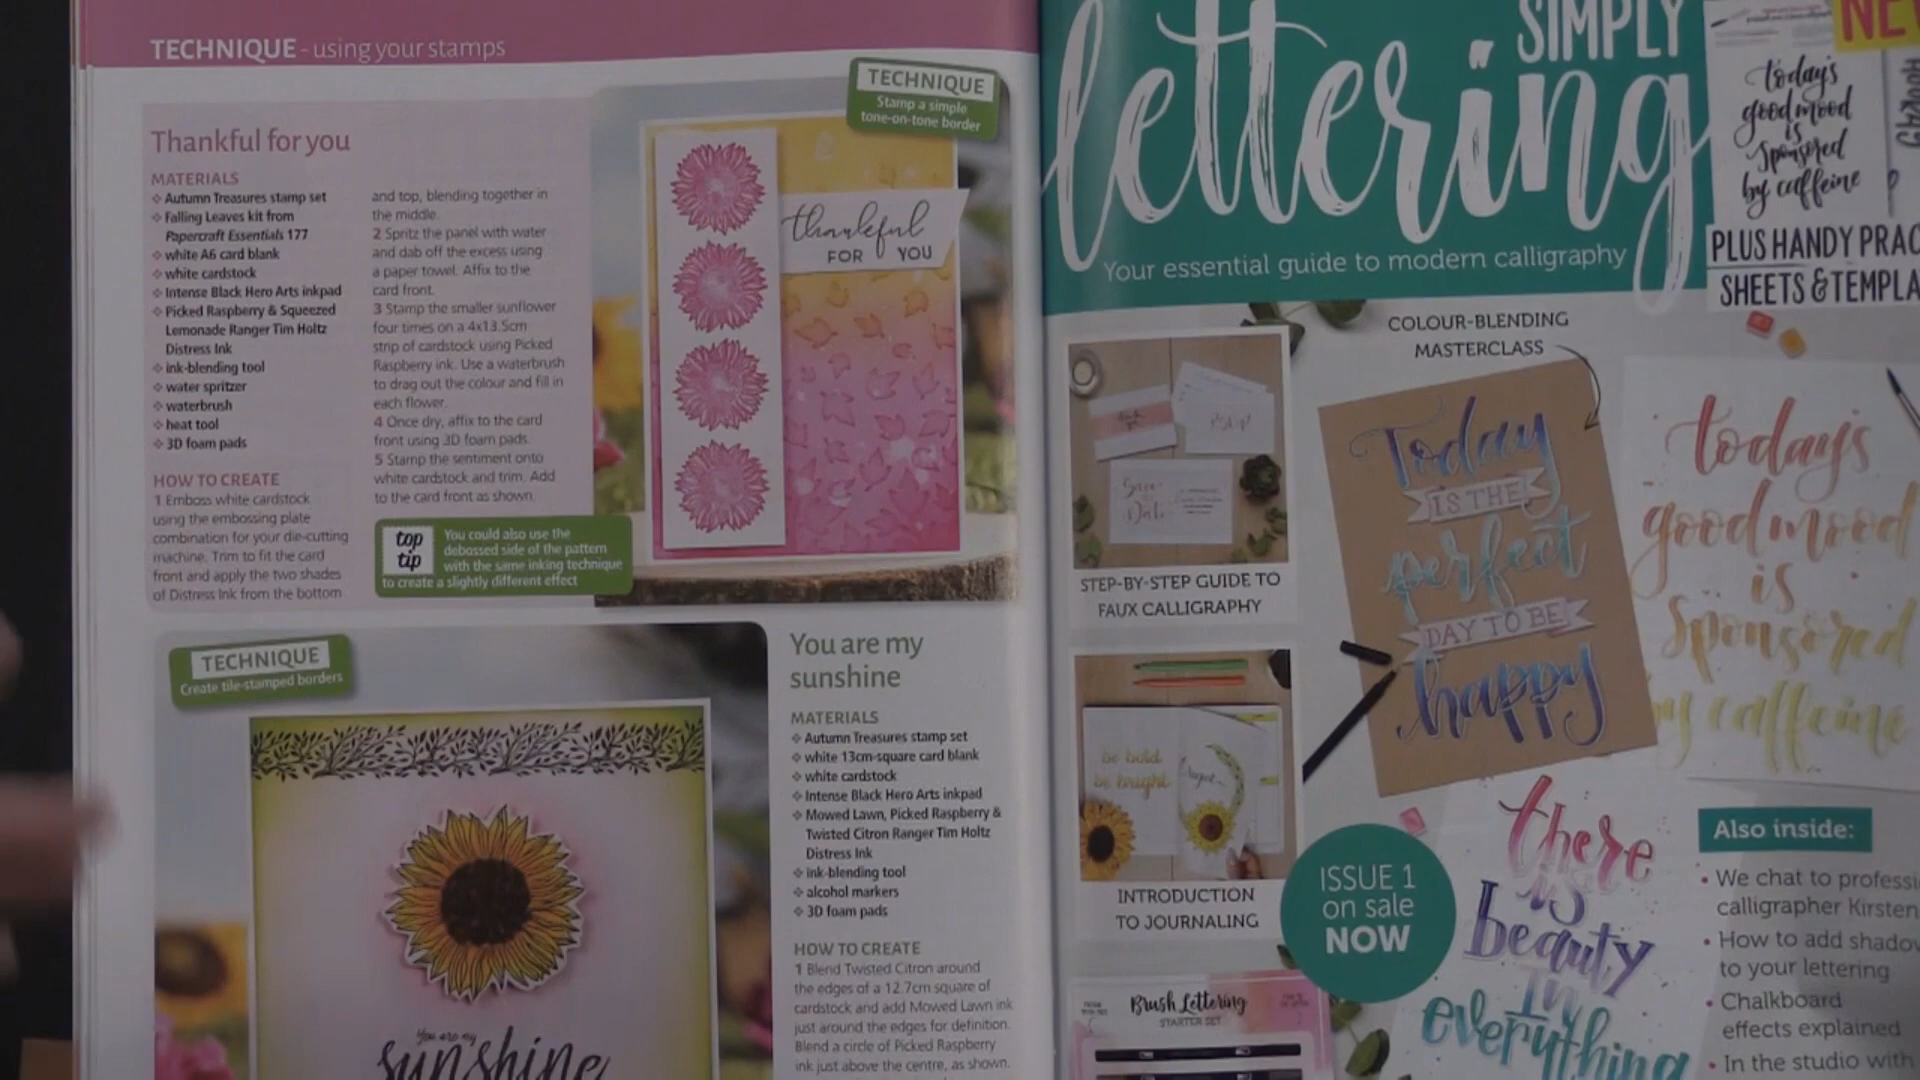 TECHNIQUE - using your stamps
Thankful for you
MATERIALS
Autumn Treasures stamp set
Falling Leaves kit from
Papercraft Essentials 177
white A6 card blank
white cardstock
Intense Black Hero Arts inkpad
Picked Raspberry & Squeezed
Lemonade Ranger Tim Holtz
Distress Ink
ink-blending tool
water spritzer
waterbrush
heat tool
3D foam pads
HOW TO CREATE
1 Emboss white cardstock
using the embossing plate
combination for your die-cutting
machine. Trim to fit the card
front and apply the two shades
of Distress Ink from the bottom
and top, blending together in
the middle.
2 Spritz the panel with water
and dab off the excess using
a paper towel. Affix to the
card front.
3 Stamp the smaller sunflower
four times on a 4x13.5cm
strip of cardstock using Picked
Raspberry ink. Use a waterbrush
to drag out the colour and fill in
each flower.
4 Once dry, affix to the card
front using 3D foam pads.
5 Stamp the sentiment onto
white cardstock and trim. Add
to the card front as shown.
top
tip
You could also use the
debossed side of the pattern
with the same inking technique
to create a slightly different effect
TECHNIQUE
Stamp a simple
tone-on-tone border
thankful
FOR YOU
TECHNIQUE
Create tile-stamped borders
You are my
sunshine
You are my
sunshine
MATERIALS
Autumn Treasures stamp set
white 13cm-square card blank
white cardstock
Intense Black Hero Arts inkpad
Mowed Lawn, Picked Raspberry &
Twisted Citron Ranger Tim Holtz
Distress Ink
ink-blending tool
alcohol markers
3D foam pads
HOW TO CREATE
1 Blend Twisted Citron around
the edges of a 12.7cm square of
cardstock and add Mowed Lawn ink
just around the edges for definition.
Blend a circle of Picked Raspberry
ink just above the centre, as shown.
SIMPLY
lettering
Your essential guide to modern calligraphy
today's
good mood
is
sponsored
by caffeine
PLUS HANDY PRAC
SHEETS & TEMPLA
COLOUR-BLENDING
MASTERCLASS
STEP-BY-STEP GUIDE TO
FAUX CALLIGRAPHY
Today
IS THE
perfect
DAY TO BE
happy
today's
good mood
is
sponsored
by caffeine
be bold
be bright
INTRODUCTION
TO JOURNALING
ISSUE 1
on sale
NOW
Brush Lettering
STARTER SET
there
is
beauty
in
everything
Also inside:
• We chat to professi
calligrapher Kirsten
• How to add shado
to your lettering
• Chalkboard
effects explained
• In the studio with